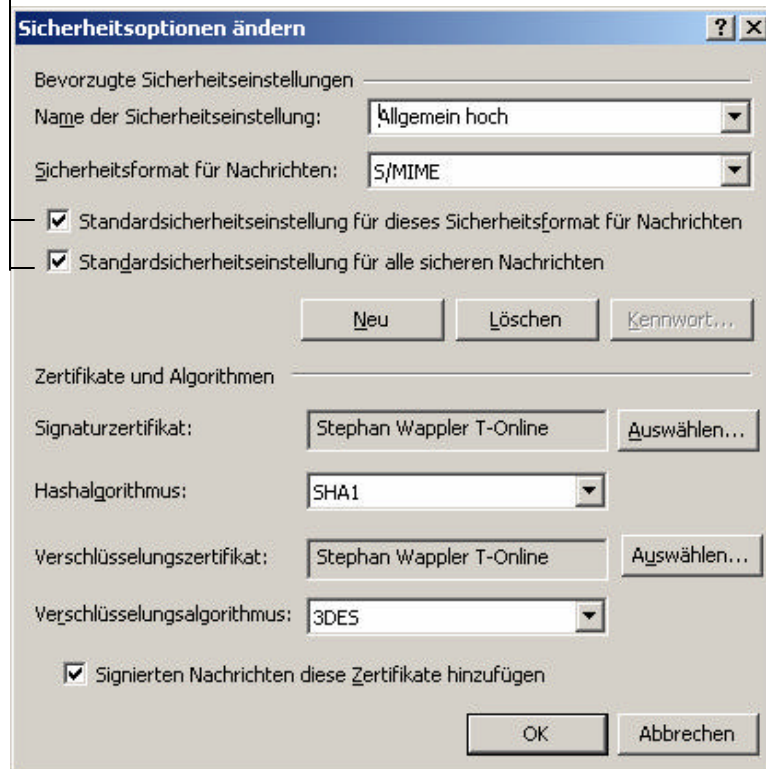 Sicherheitsoptionen ändern
Bevorzugte Sicherheitseinstellungen
Name der Sicherheitseinstellung: Allgemein hoch
Sicherheitsformat für Nachrichten: S/MIME
Standardsicherheitseinstellung für dieses Sicherheitsformat für Nachrichten
Standardsicherheitseinstellung für alle sicheren Nachrichten
Neu Löschen Kennwort...
Zertifikate und Algorithmen
Signaturzertifikat: Stephan Wappler T-Online Auswählen...
Hashalgorithmus: SHA1
Verschlüsselungszertifikat: Stephan Wappler T-Online Auswählen...
Verschlüsselungsalgorithmus: 3DES
Signierten Nachrichten diese Zertifikate hinzufügen
OK Abbrechen